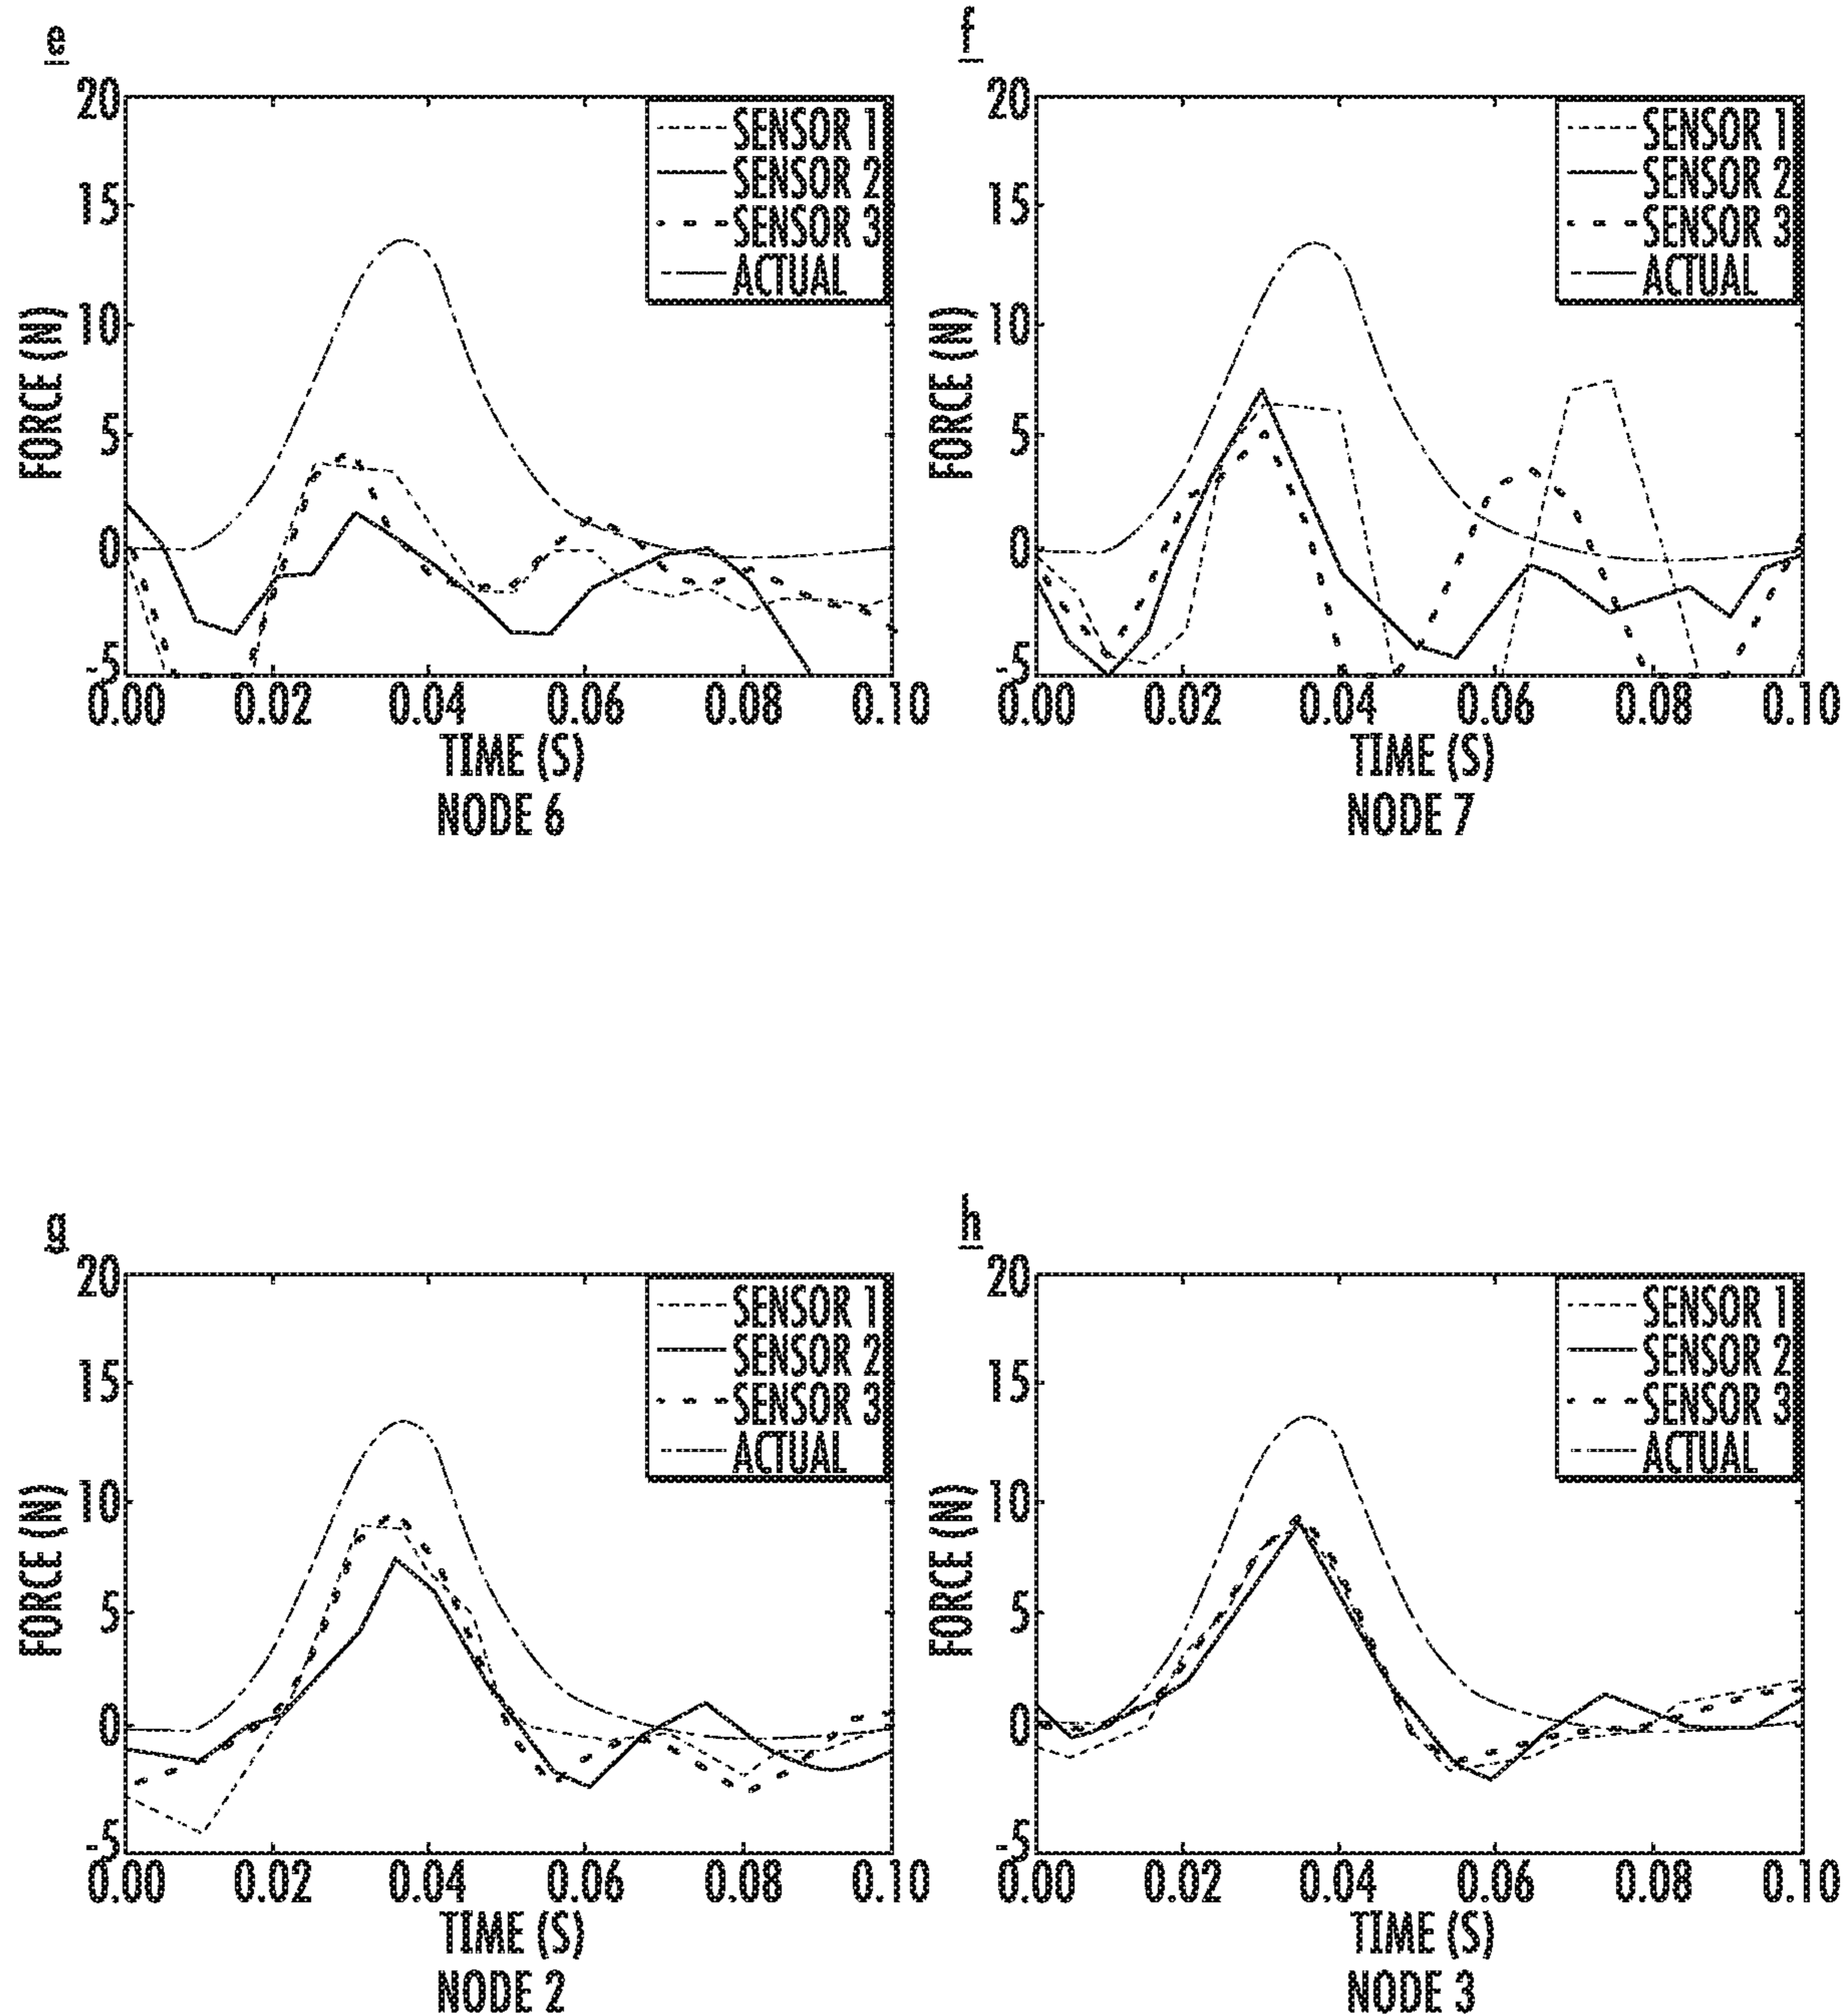 e
20
15
10
5
0
-5
FORCE (N)
SENSOR 1
SENSOR 2
SENSOR 3
ACTUAL
0.00 0.02 0.04 0.06 0.08 0.10
TIME (S)
NODE 6
f
20
15
10
5
0
-5
FORCE (N)
SENSOR 1
SENSOR 2
SENSOR 3
ACTUAL
0.00 0.02 0.04 0.06 0.08 0.10
TIME (S)
NODE 7
g
20
15
10
5
0
-5
FORCE (N)
SENSOR 1
SENSOR 2
SENSOR 3
ACTUAL
0.00 0.02 0.04 0.06 0.08 0.10
TIME (S)
NODE 2
h
20
15
10
5
0
-5
FORCE (N)
SENSOR 1
SENSOR 2
SENSOR 3
ACTUAL
0.00 0.02 0.04 0.06 0.08 0.10
TIME (S)
NODE 3